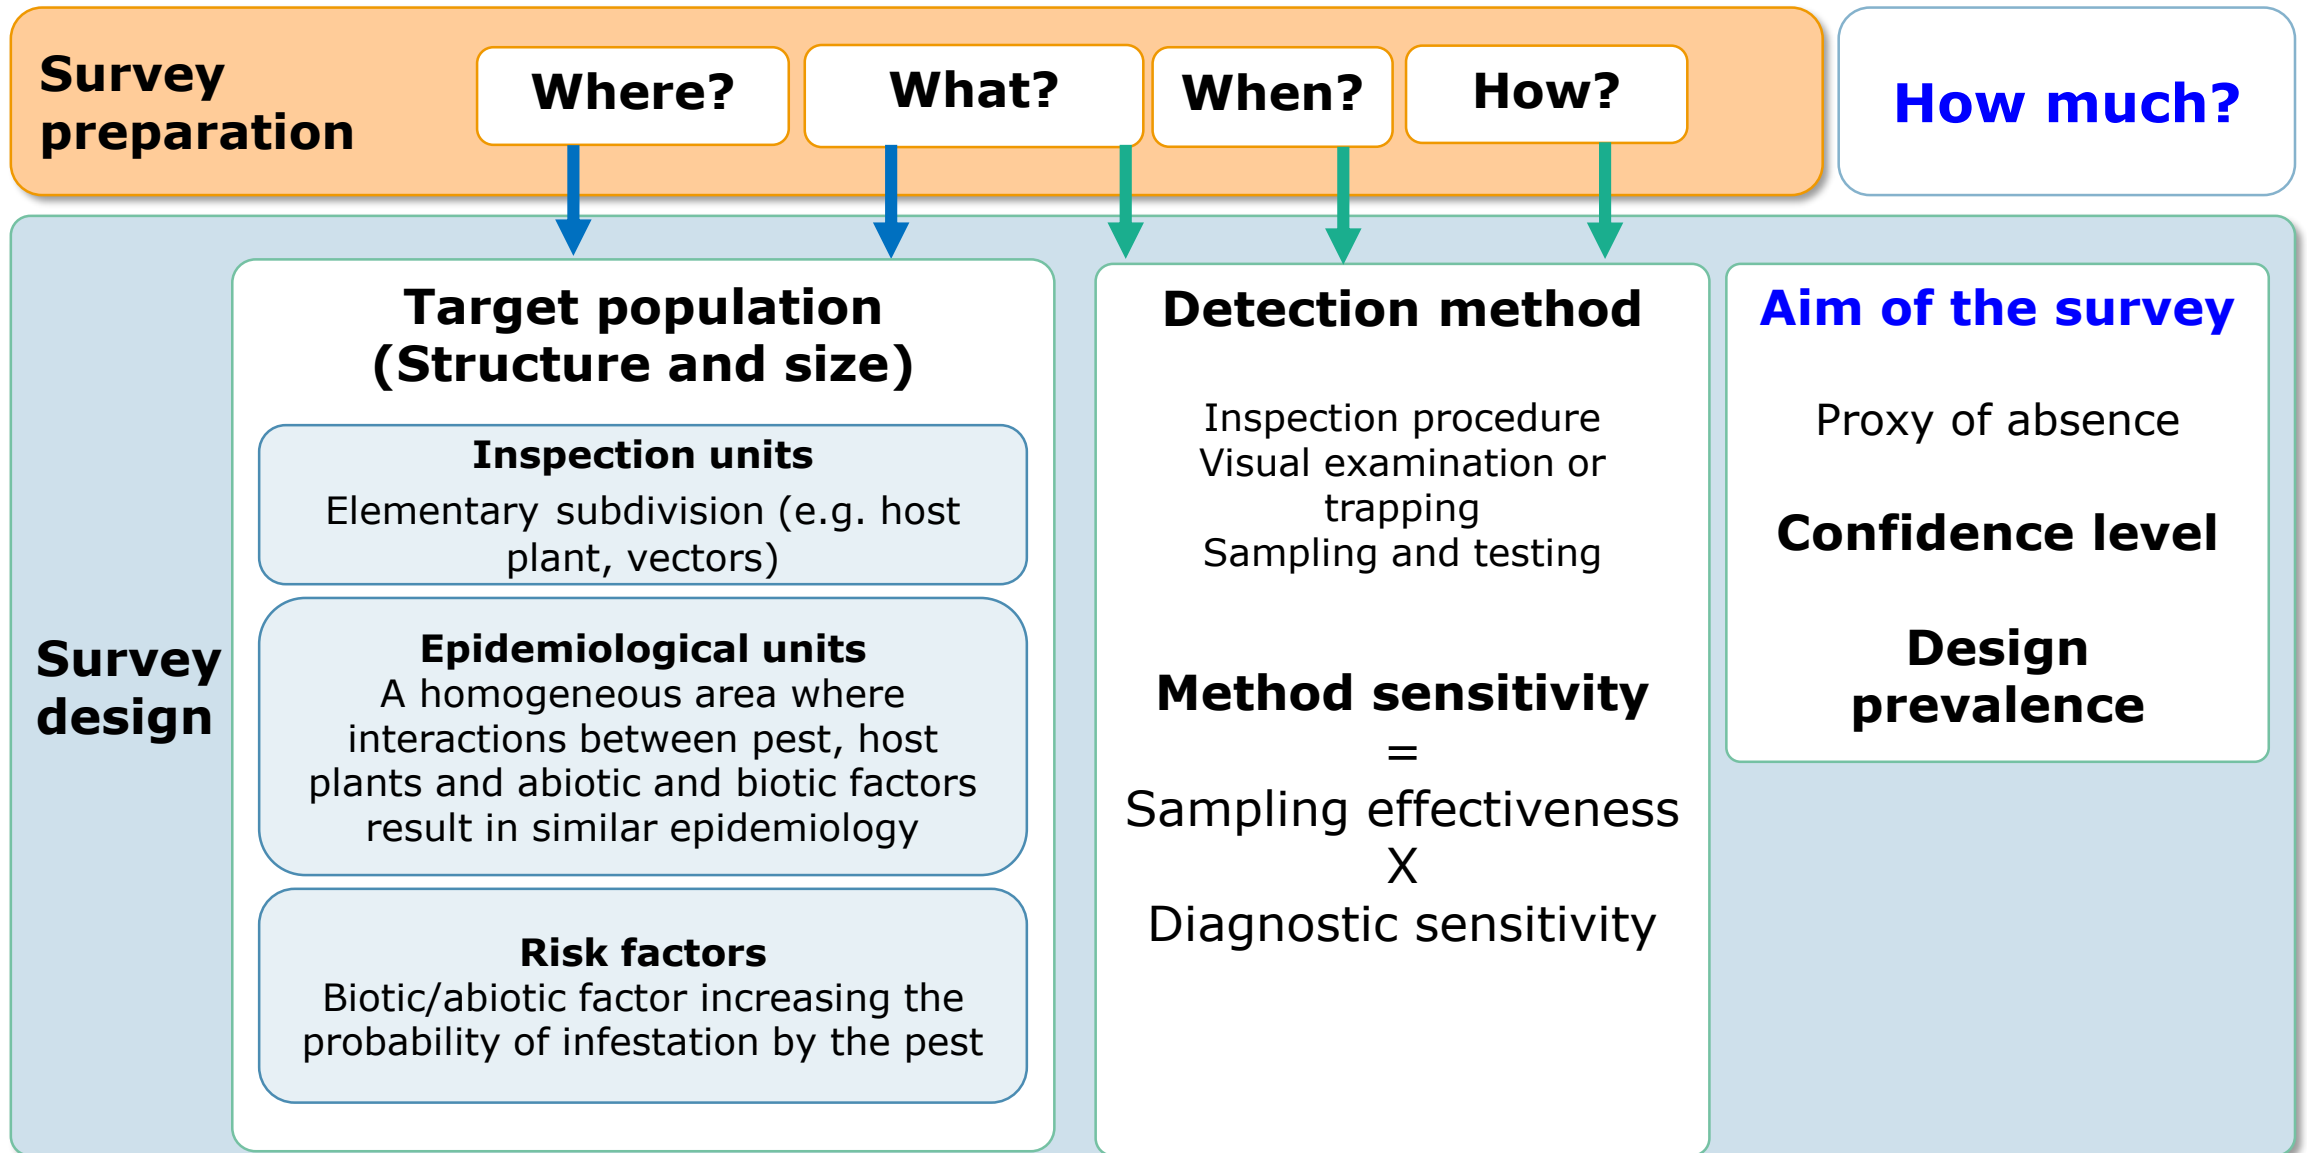 Survey
preparation
Where?
What?
When?
How?
How much?
Survey
design
Target population
(Structure and size)
Inspection units
Elementary subdivision (e.g. host
plant, vectors)
Epidemiological units
A homogeneous area where
interactions between pest, host
plants and abiotic and biotic factors
result in similar epidemiology
Risk factors
Biotic/abiotic factor increasing the
probability of infestation by the pest
Detection method
Inspection procedure
Visual examination or
trapping
Sampling and testing
Method sensitivity
=
Sampling effectiveness
X
Diagnostic sensitivity
Aim of the survey
Proxy of absence
Confidence level
Design
prevalence